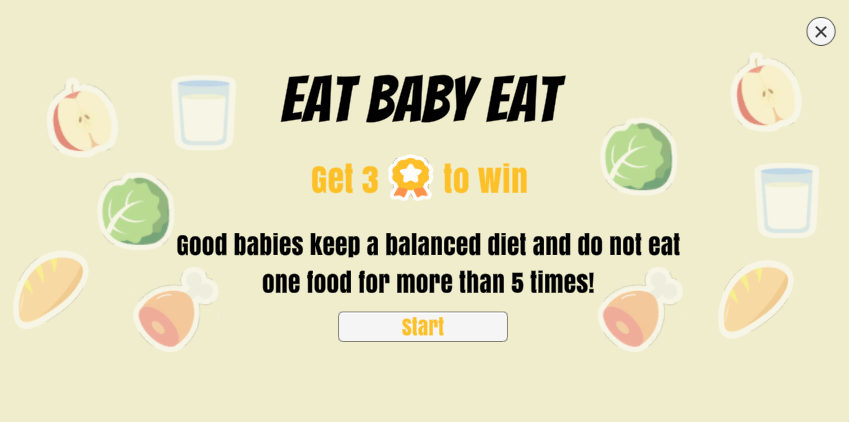 EAT BABY EAT
Get 3 to win
Good babies keep a balanced diet and do not eat
one food for more than 5 times!
Start